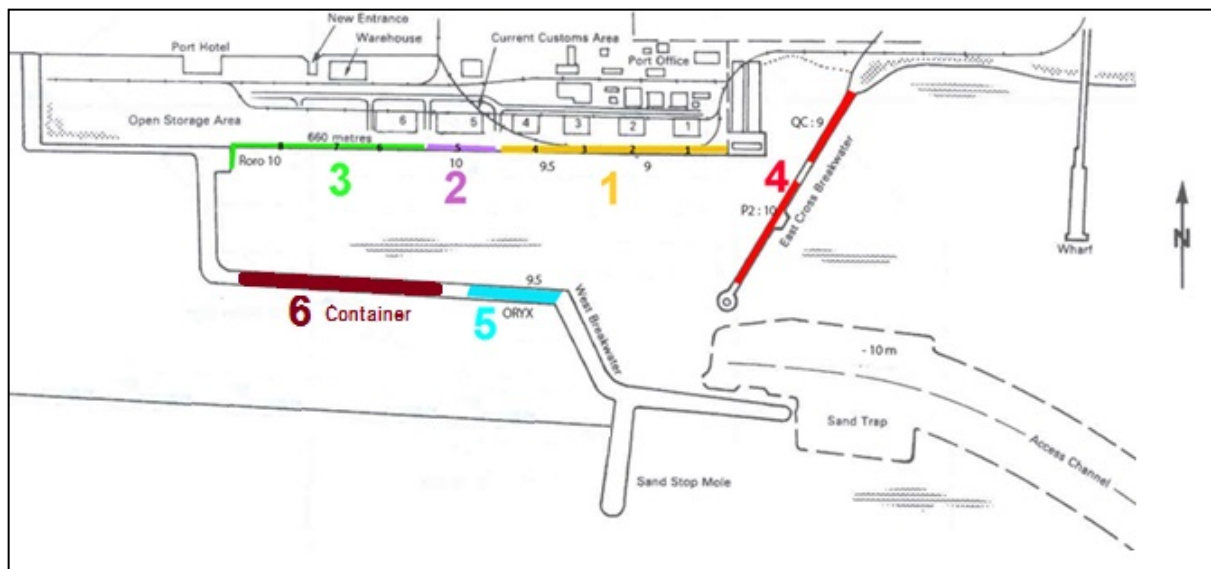 New Entrance
Port Hotel
Warehouse
Current Customs Area
Port Office
Open Storage Area
6
5
4
3
2
1
QC : 9
660 metres
8
7
6
5
4
3
2
1
Roro 10
10
9.5
9
3
2
1
4
P2 : 10
East Cross Breakwater
Wharf
N
9.5
6 Container
5
ORYX
West Breakwater
- 10 m
Sand Trap
Access Channel
Sand Stop Mole